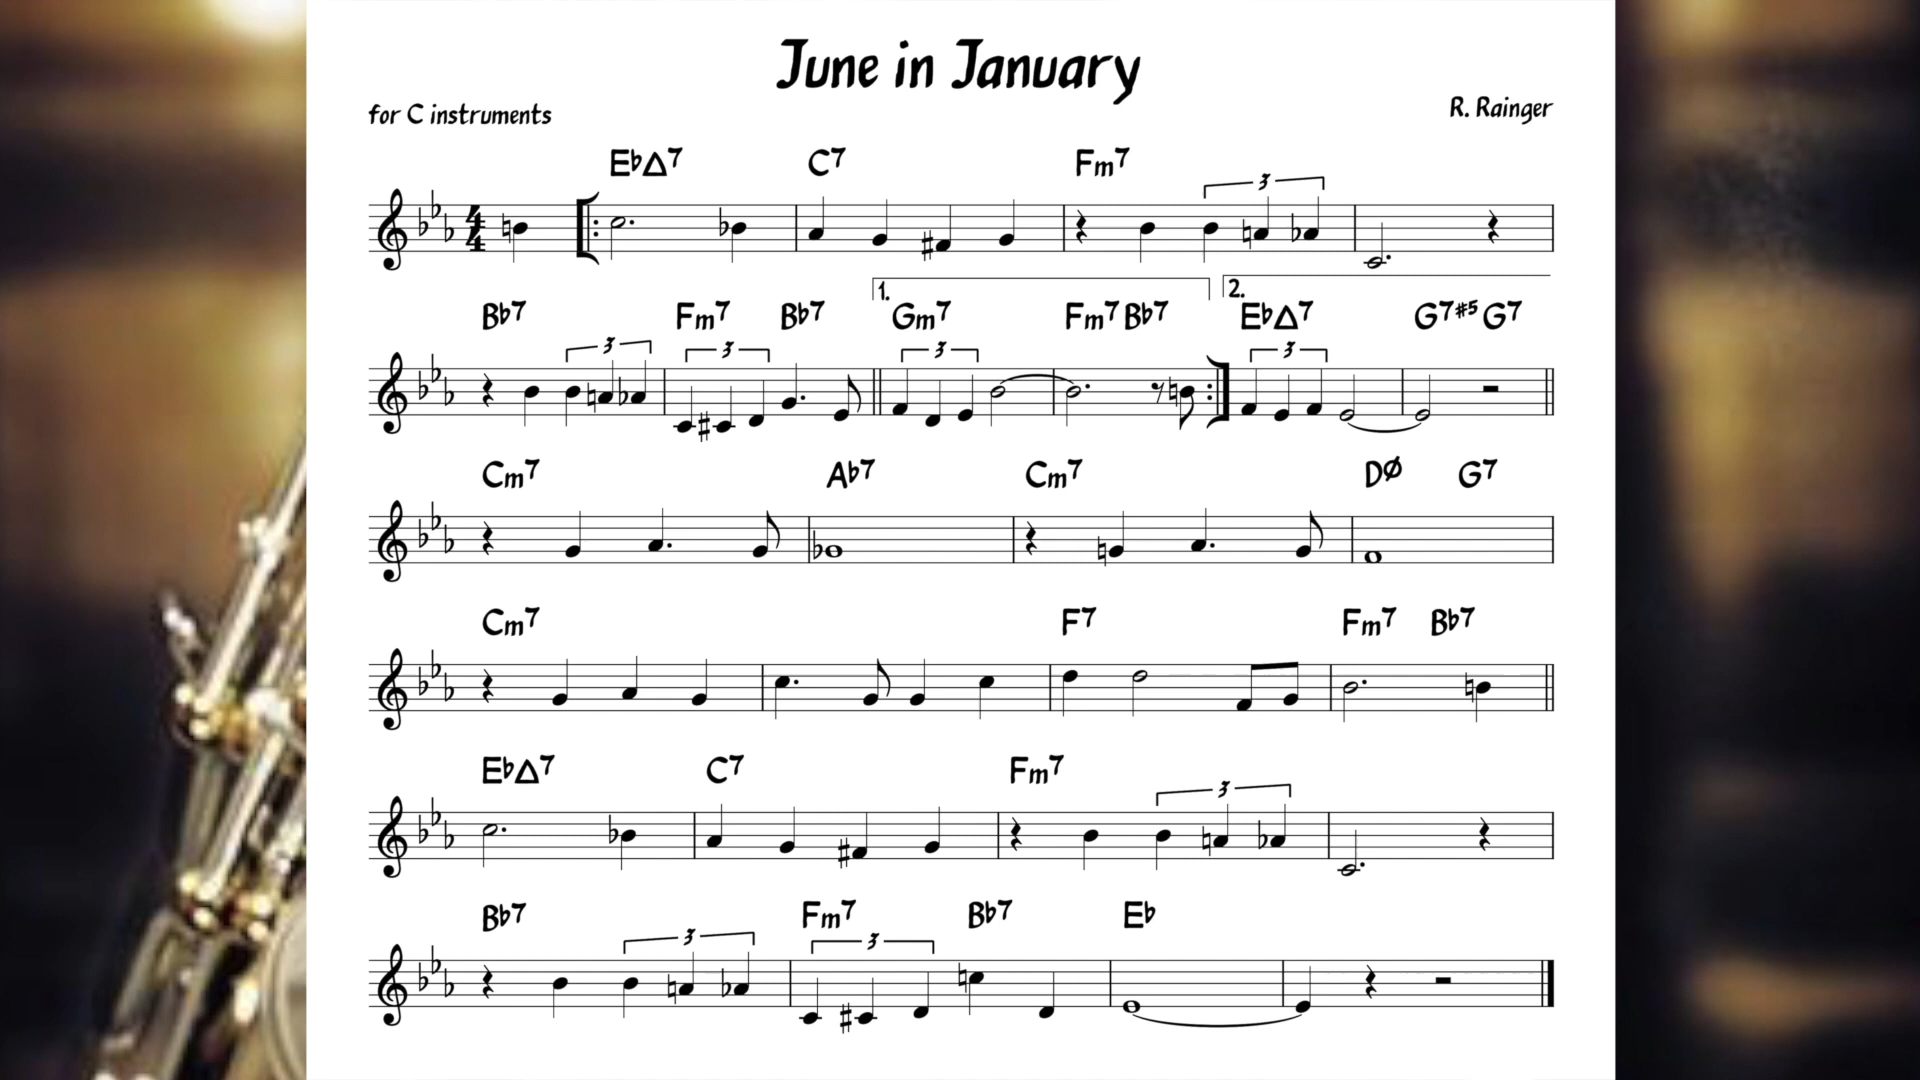 June in January
for C instruments
R. Rainger
E♭Δ7 C7 Fm7
3
1. 2.
B♭7 Fm7 B♭7 Gm7 Fm7 B♭7 E♭Δ7 G7#5 G7
3 3 3 3
Cm7 A♭7 Cm7 DØ G7
Cm7 F7 Fm7 B♭7
E♭Δ7 C7 Fm7
3
B♭7 Fm7 B♭7 E♭
3 3